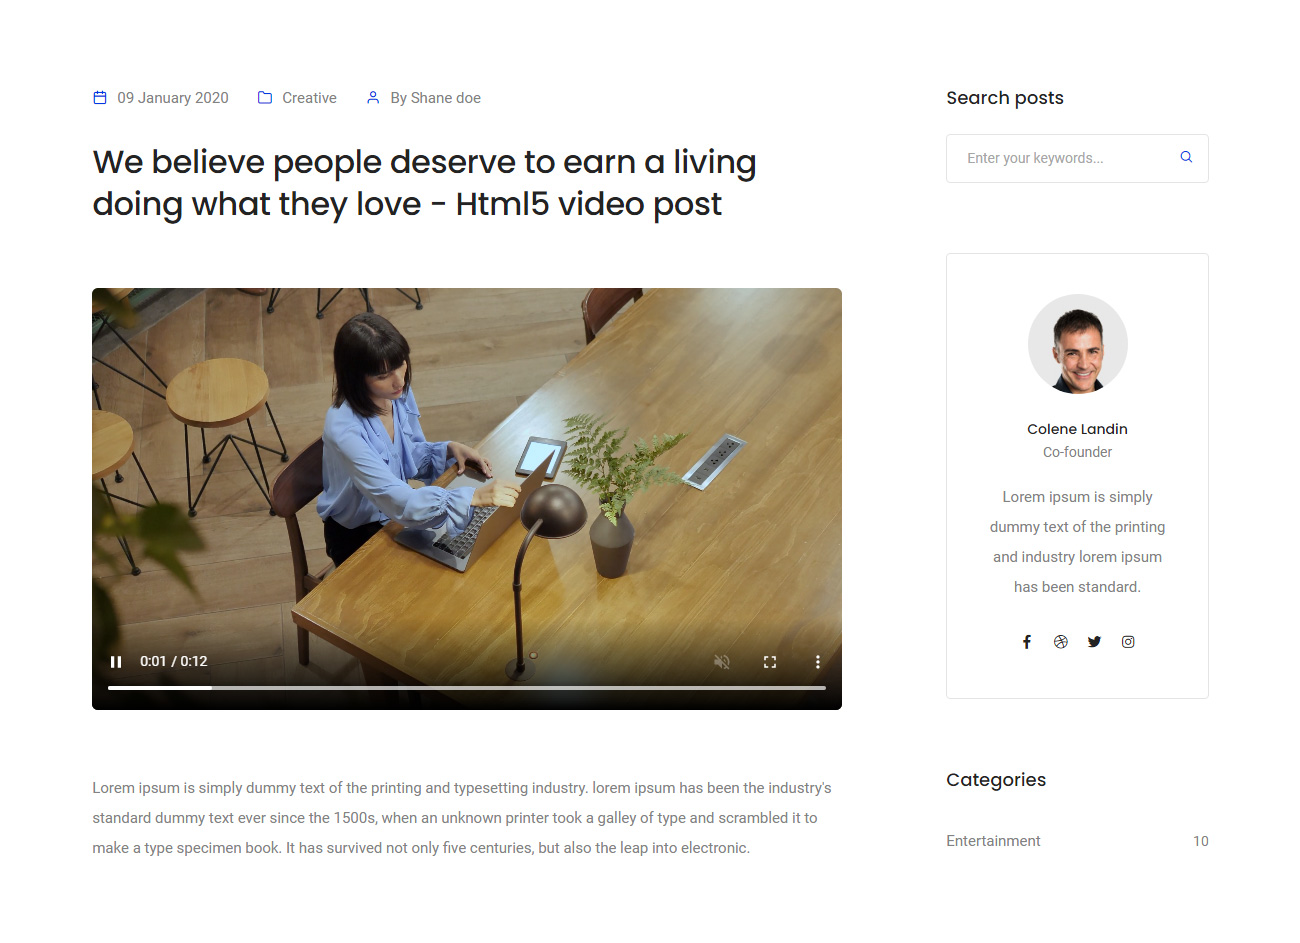 09 January 2020 Creative By Shane doe
We believe people deserve to earn a living
doing what they love - Html5 video post
0:01 / 0:12
Lorem ipsum is simply dummy text of the printing and typesetting industry. lorem ipsum has been the industry's
standard dummy text ever since the 1500s, when an unknown printer took a galley of type and scrambled it to
make a type specimen book. It has survived not only five centuries, but also the leap into electronic.
Search posts
Enter your keywords...
Colene Landin
Co-founder
Lorem ipsum is simply
dummy text of the printing
and industry lorem ipsum
has been standard.
Categories
Entertainment 10